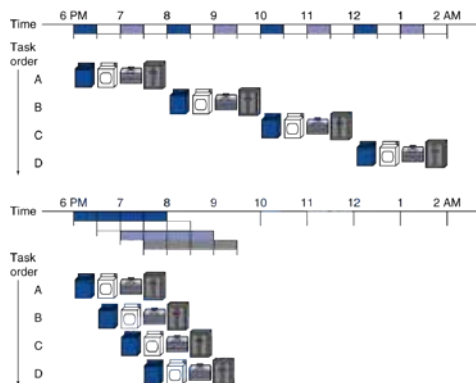 6 PM 7 8 9 10 11 12 1 2 AM
Time
Task
order
A
B
C
D
6 PM 7 8 9 10 11 12 1 2 AM
Time
Task
order
A
B
C
D